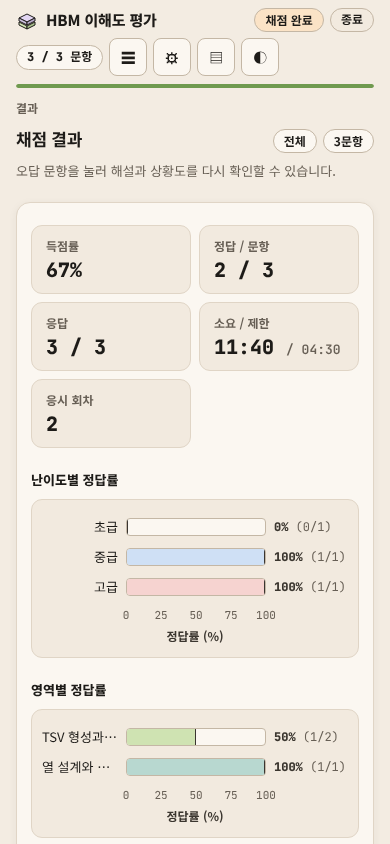 HBM 이해도 평가
채점 완료
종료
3 / 3 문항
결과
채점 결과
전체
3문항
오답 문항을 눌러 해설과 상황도를 다시 확인할 수 있습니다.
득점률
67%
정답 / 문항
2 / 3
응답
3 / 3
소요 / 제한
11:40 / 04:30
응시 회차
2
난이도별 정답률
초급 0% (0/1)
중급 100% (1/1)
고급 100% (1/1)
0 25 50 75 100
정답률 (%)
영역별 정답률
TSV 형성과… 50% (1/2)
열 설계와 … 100% (1/1)
0 25 50 75 100
정답률 (%)